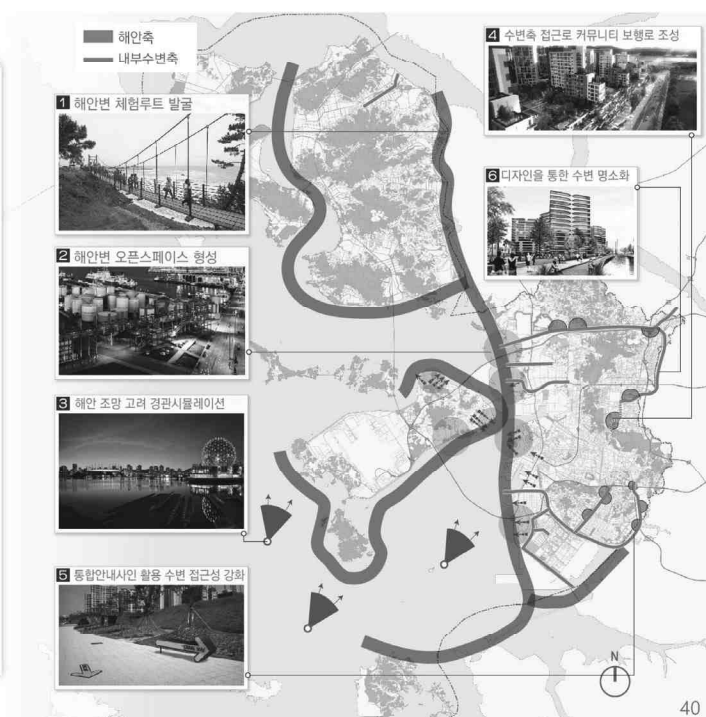 해안축
내부수변축
1 해안변 체험루트 발굴
2 해안변 오픈스페이스 형성
3 해안 조망 고려 경관시뮬레이션
5 통합안내사인 활용 수변 접근성 강화
4 수변축 접근로 커뮤니티 보행로 조성
6 디자인을 통한 수변 명소화
N
40